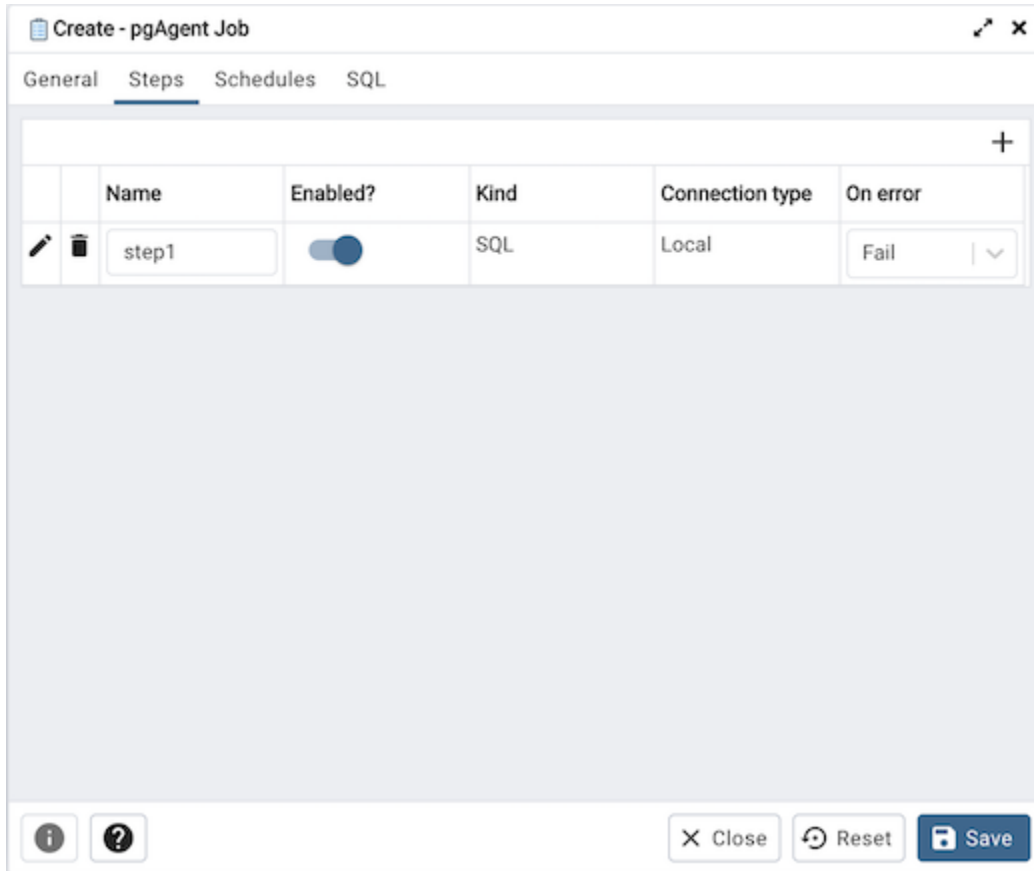 Create - pgAgent Job
General Steps Schedules SQL
Name Enabled? Kind Connection type On error
step1 SQL Local Fail
Close Reset Save